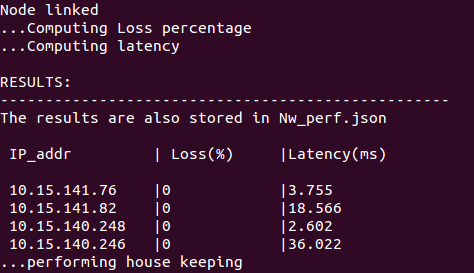 Node linked
...Computing Loss percentage
...Computing latency
RESULTS:
--------------------------------------------------
The results are also stored in Nw_perf.json
IP_addr | Loss(%) |Latency(ms)
10.15.141.76 |0 |3.755
10.15.141.82 |0 |18.566
10.15.140.248 |0 |2.602
10.15.140.246 |0 |36.022
...performing house keeping